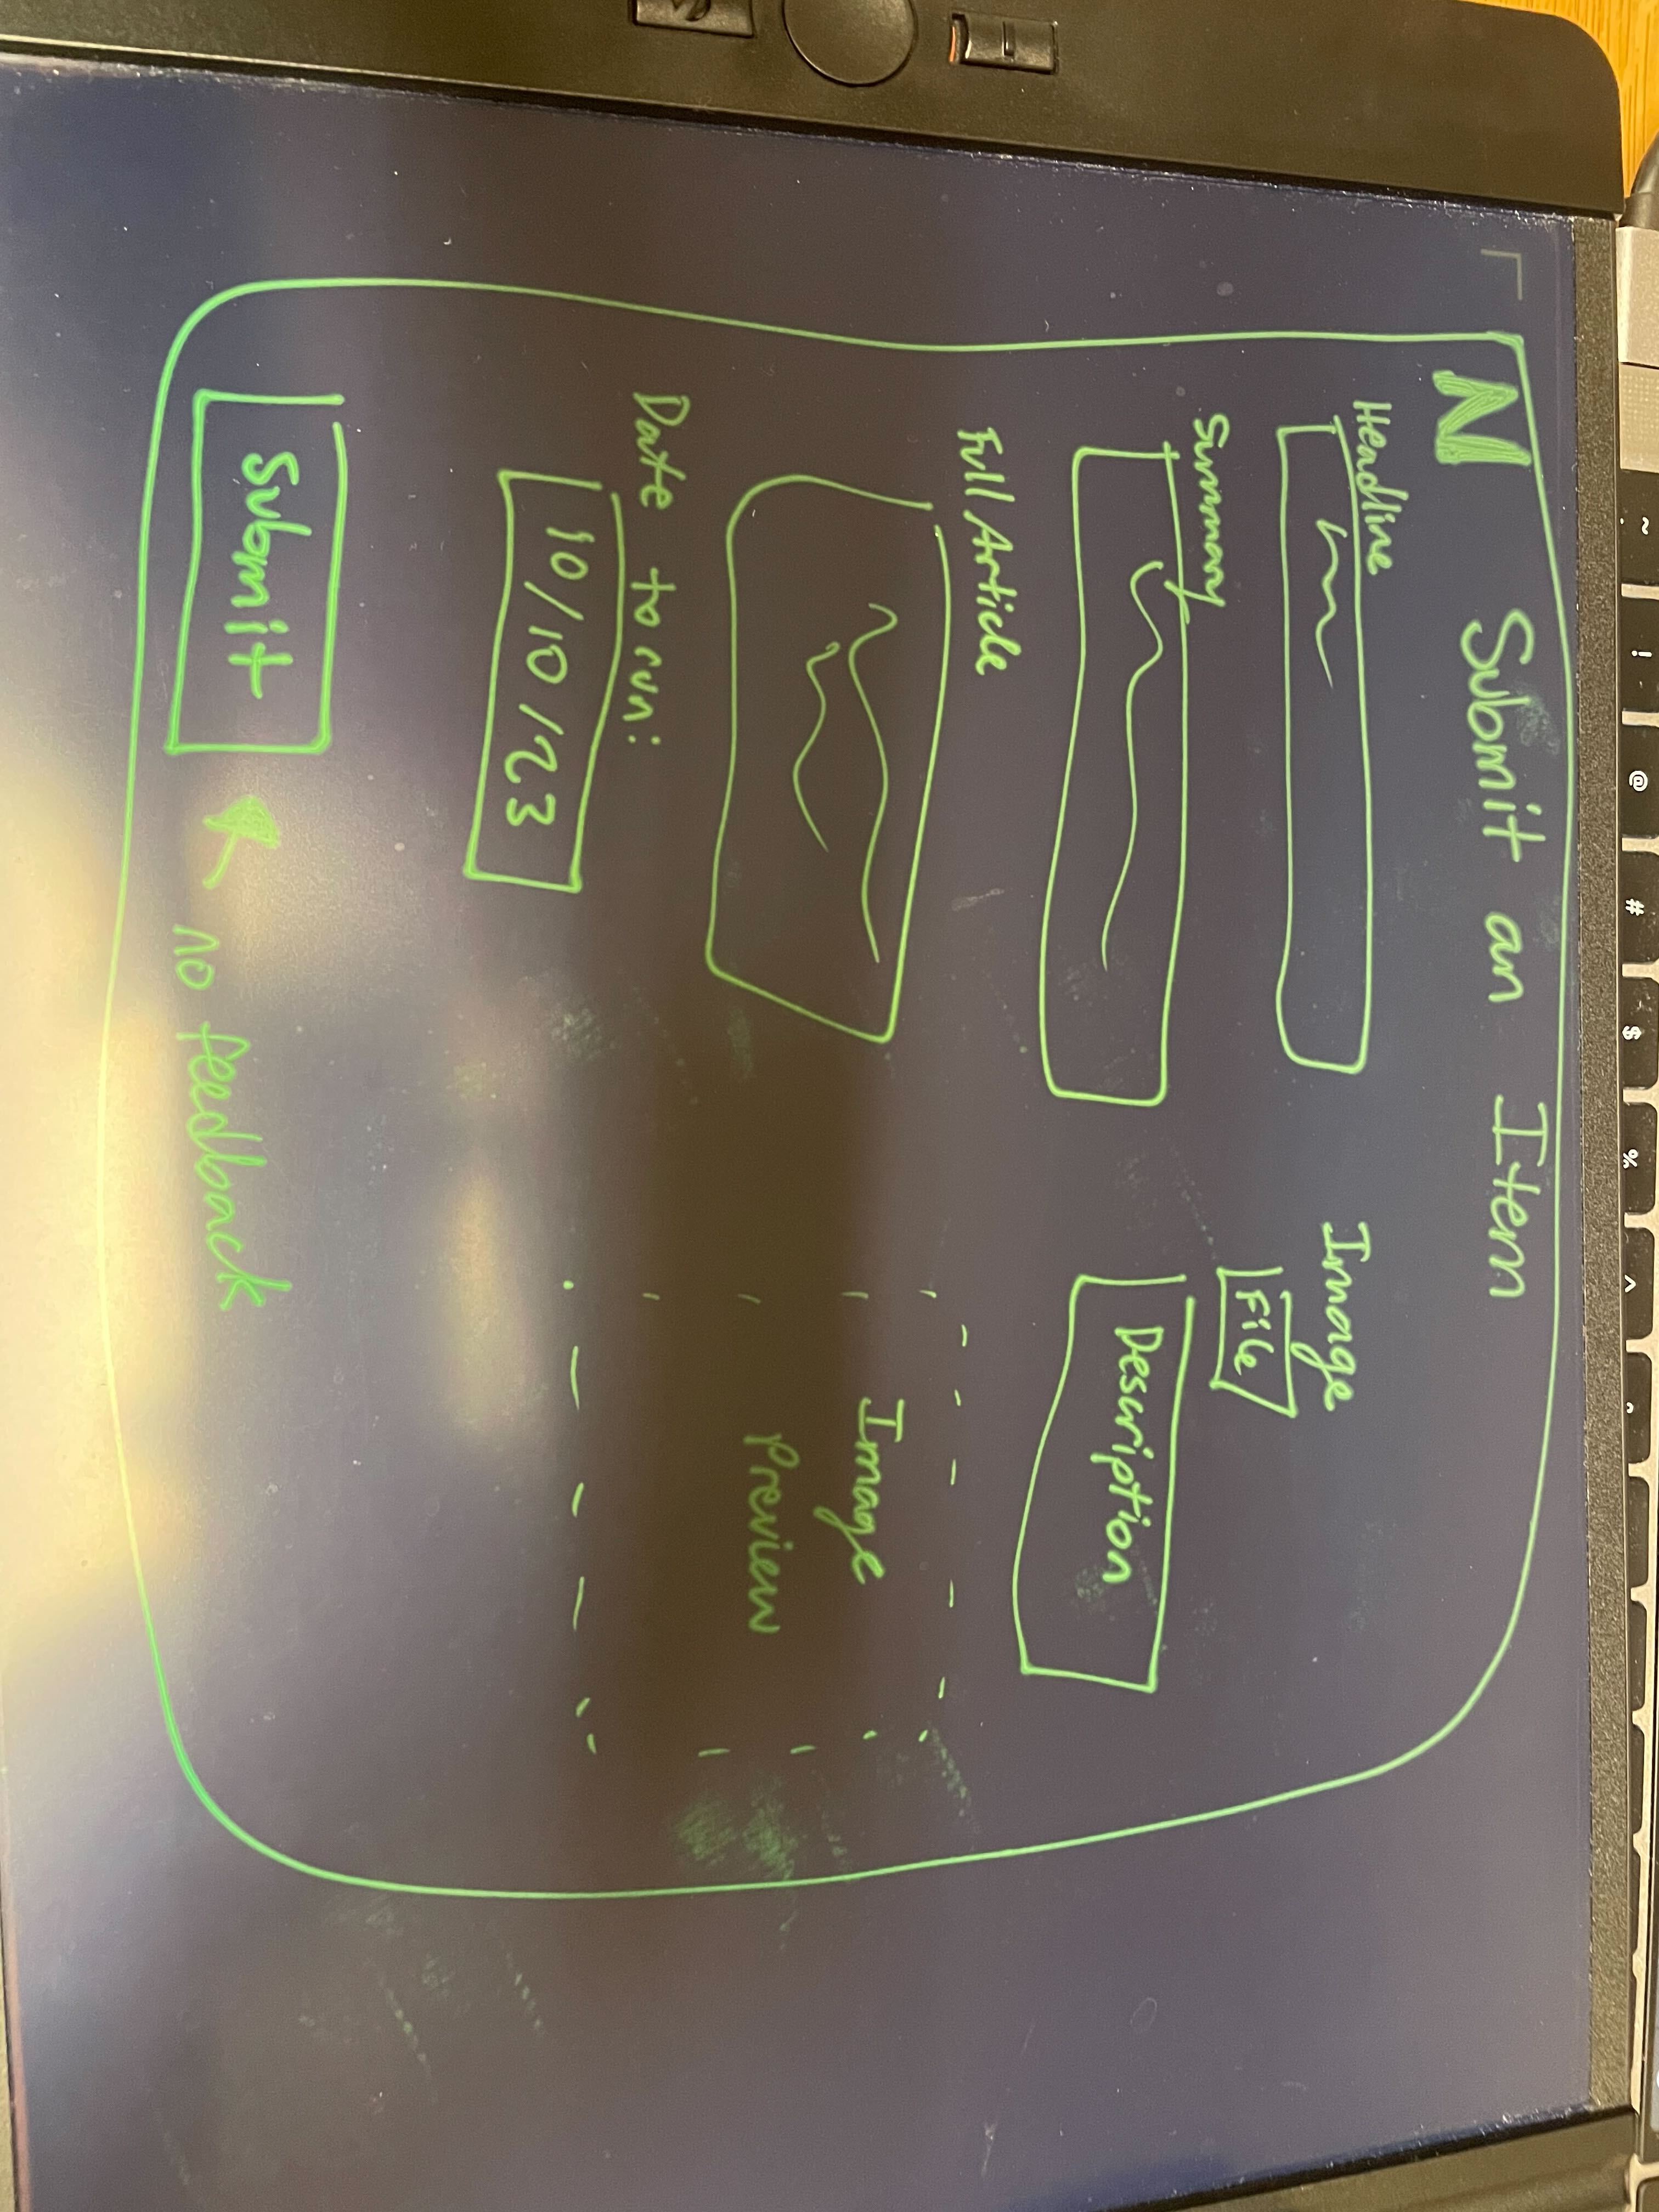 N Submit an Item
Headline
Summary
Full Article
Date to run:
10/10/23
Submit
no feedback
Image
File
Description
Image
Preview
~
!
@
#
$
%
^